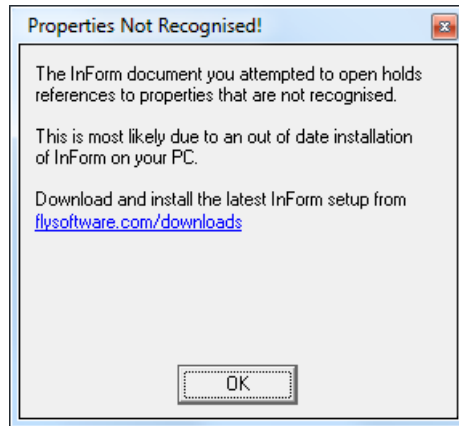 Properties Not Recognised!
The InForm document you attempted to open holds
references to properties that are not recognised.
This is most likely due to an out of date installation
of InForm on your PC.
Download and install the latest InForm setup from
flysoftware.com/downloads
OK